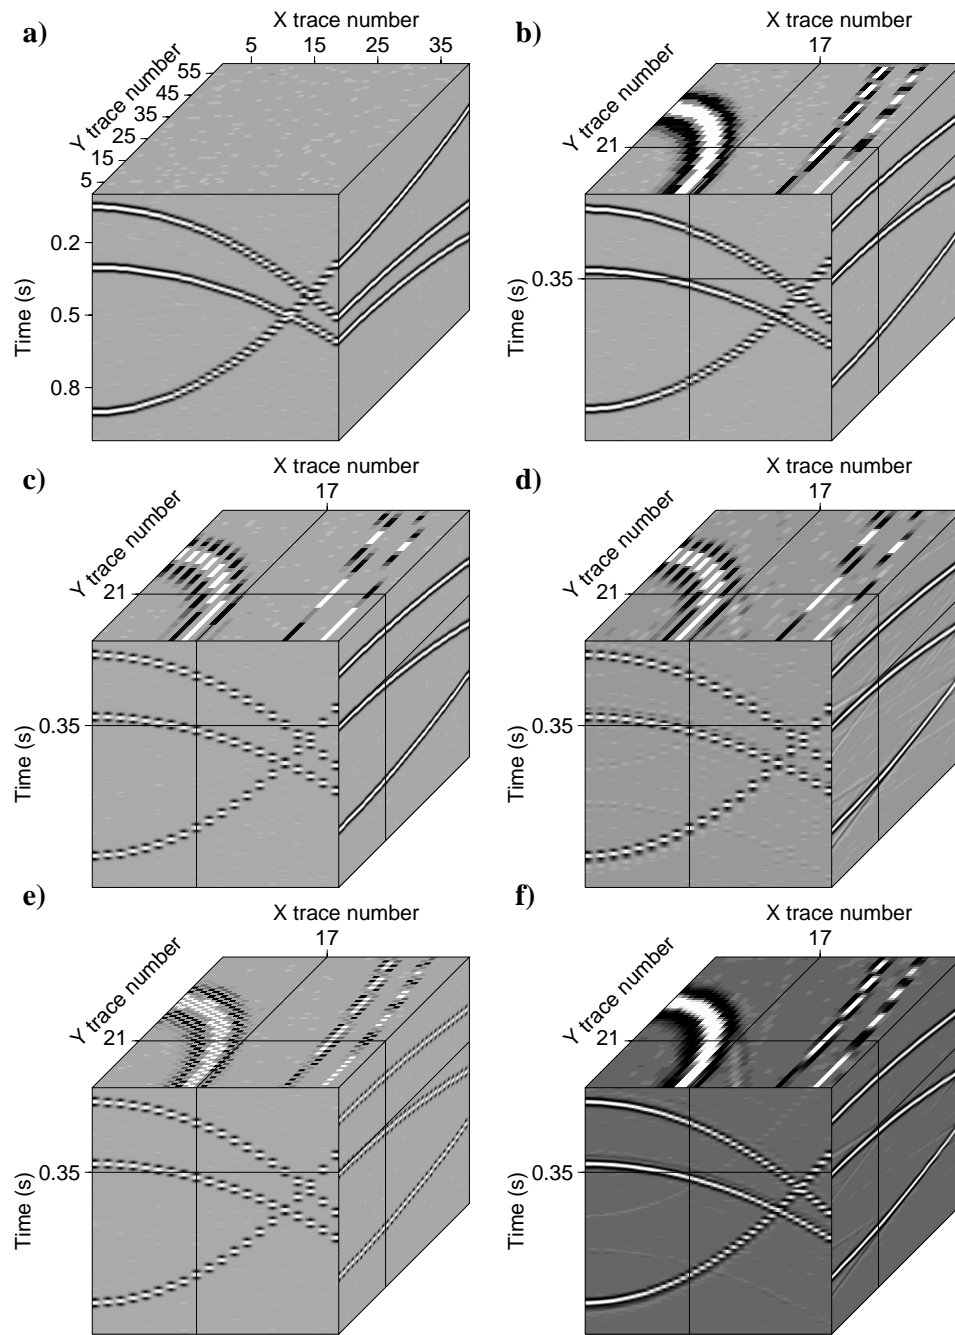 a)
X trace number
5 15 25 35
Y trace number
55
45
35
25
15
5
Time (s)
0.2
0.5
0.8
b)
X trace number
17
Y trace number
21
Time (s)
0.35
c)
X trace number
17
Y trace number
21
Time (s)
0.35
d)
X trace number
17
Y trace number
21
Time (s)
0.35
e)
X trace number
17
Y trace number
21
Time (s)
0.35
f)
X trace number
17
Y trace number
21
Time (s)
0.35